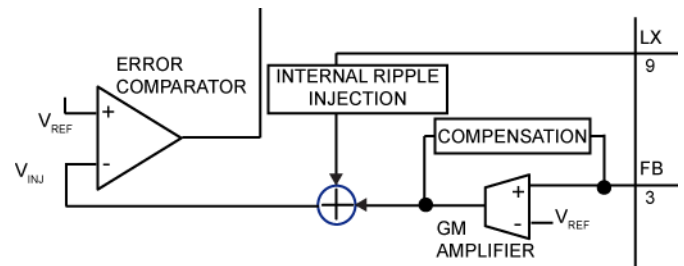 LX
9
ERROR
COMPARATOR
INTERNAL RIPPLE
INJECTION
+
VREF
-
VINJ
COMPENSATION
FB
3
+
-
VREF
GM
AMPLIFIER